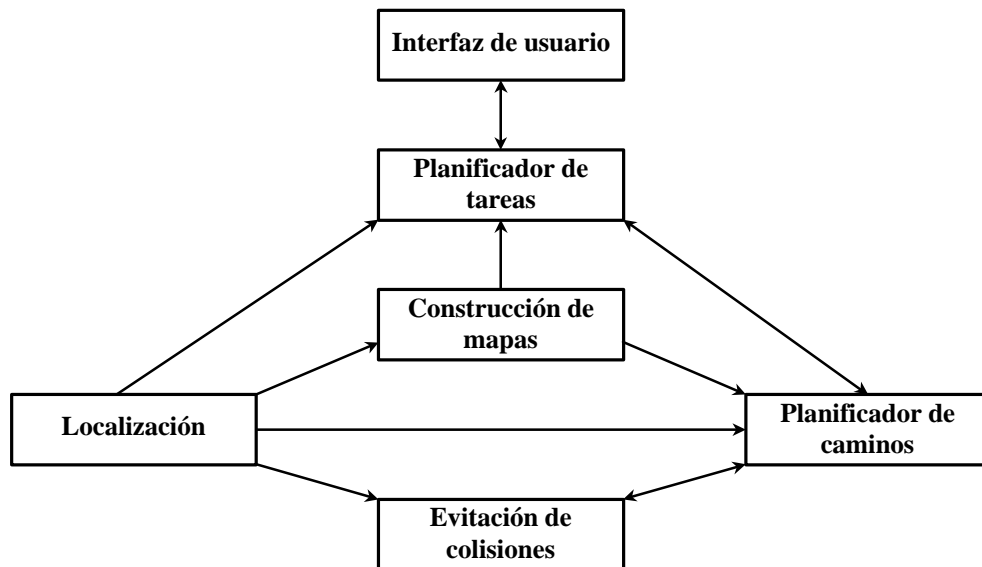 Interfaz de usuario
Planificador de
tareas
Construcción de
mapas
Localización
Planificador de
caminos
Evitación de
colisiones